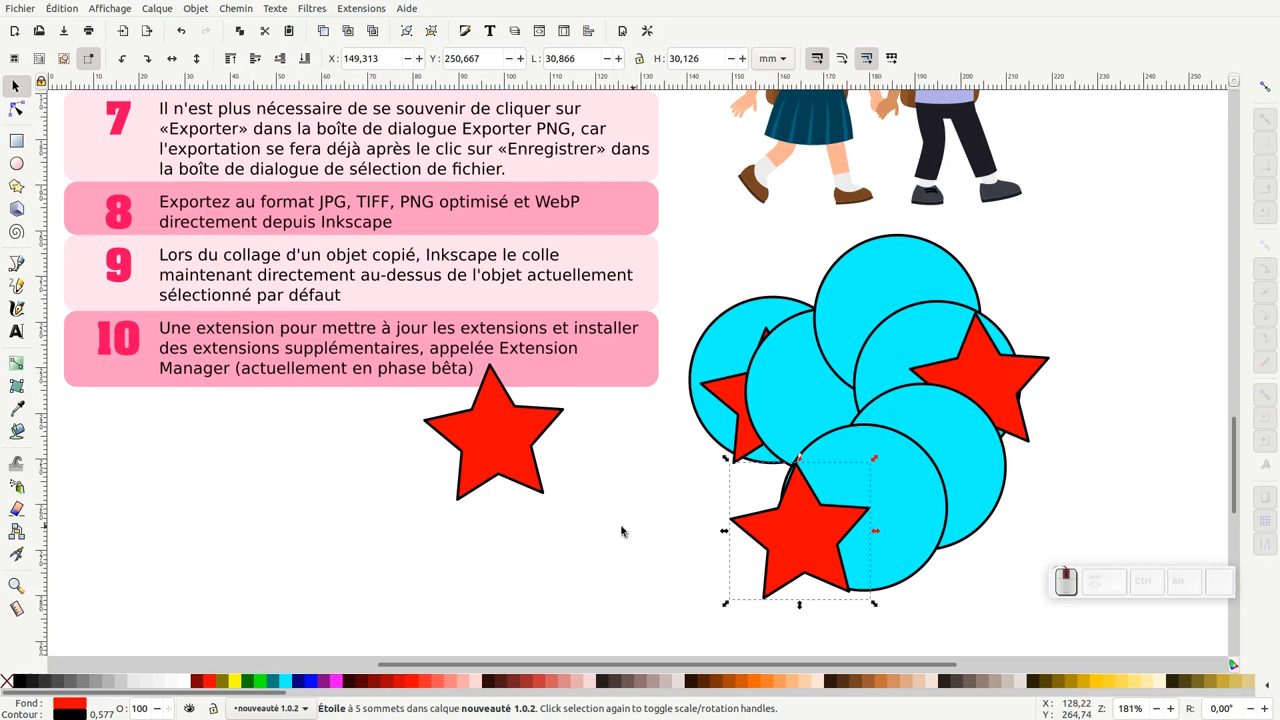 Fichier Édition Affichage Calque Objet Chemin Texte Filtres Extensions Aide
X : 149,313 Y : 250,667 L : 30,866 H : 30,126 mm
7 Il n'est plus nécessaire de se souvenir de cliquer sur
«Exporter» dans la boîte de dialogue Exporter PNG, car
l'exportation se fera déjà après le clic sur «Enregistrer» dans
la boîte de dialogue de sélection de fichier.
8 Exportez au format JPG, TIFF, PNG optimisé et WebP
directement depuis Inkscape
9 Lors du collage d'un objet copié, Inkscape le colle
maintenant directement au-dessus de l'objet actuellement
sélectionné par défaut
10 Une extension pour mettre à jour les extensions et installer
des extensions supplémentaires, appelée Extension
Manager (actuellement en phase bêta)
Ctrl Alt
Fond :
Contour : 0,577
O : 100
nouveauté 1.0.2
Étoile à 5 sommets dans calque nouveauté 1.0.2. Click selection again to toggle scale/rotation handles.
X : 128,22
Y : 264,74
Z : 181%
R : 0,00°